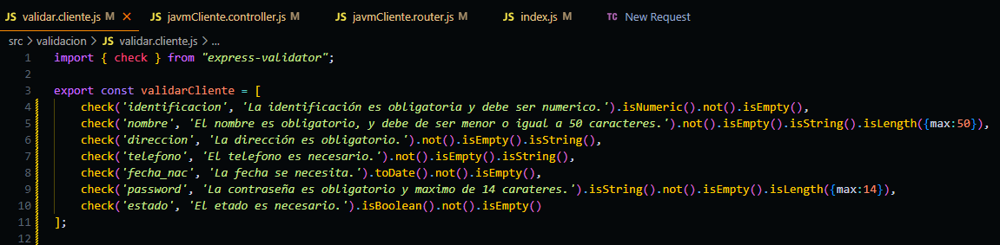 JS validar.cliente.js M × JS javmCliente.controller.js M JS javmCliente.router.js M JS index.js M TC New Request
src > validacion > JS validar.cliente.js > ...
1 import { check } from "express-validator";
2
3 export const validarCliente = [
4 check('identificacion', 'La identificación es obligatoria y debe ser numerico.').isNumeric().not().isEmpty(),
5 check('nombre', 'El nombre es obligatorio, y debe de ser menor o igual a 50 caracteres.').not().isEmpty().isString().isLength({max:50}),
6 check('direccion', 'La dirección es obligatorio.').not().isEmpty().isString(),
7 check('telefono', 'El telefono es necesario.').not().isEmpty().isString(),
8 check('fecha_nac', 'La fecha se necesita.').toDate().not().isEmpty(),
9 check('password', 'La contraseña es obligatorio y maximo de 14 carateres.').isString().not().isEmpty().isLength({max:14}),
10 check('estado', 'El etado es necesario.').isBoolean().not().isEmpty()
11 ];
12